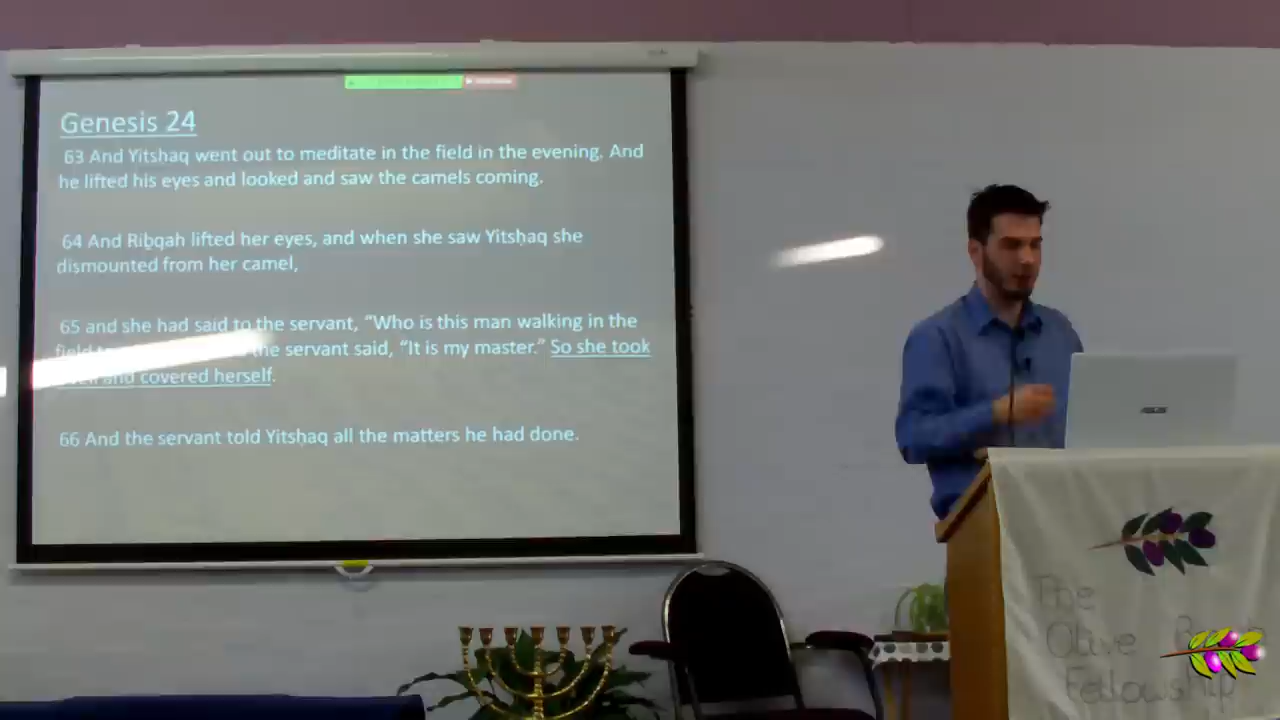 Genesis 24
63 And Yitsḥaq went out to meditate in the field in the evening. And
he lifted his eyes and looked and saw the camels coming.
64 And Riḇqah lifted her eyes, and when she saw Yitsḥaq she
dismounted from her camel,
65 and she had said to the servant, “Who is this man walking in the
field the servant said, “It is my master.” So she took
and covered herself.
66 And the servant told Yitsḥaq all the matters he had done.
ASUS
The
Olive
Fellowship